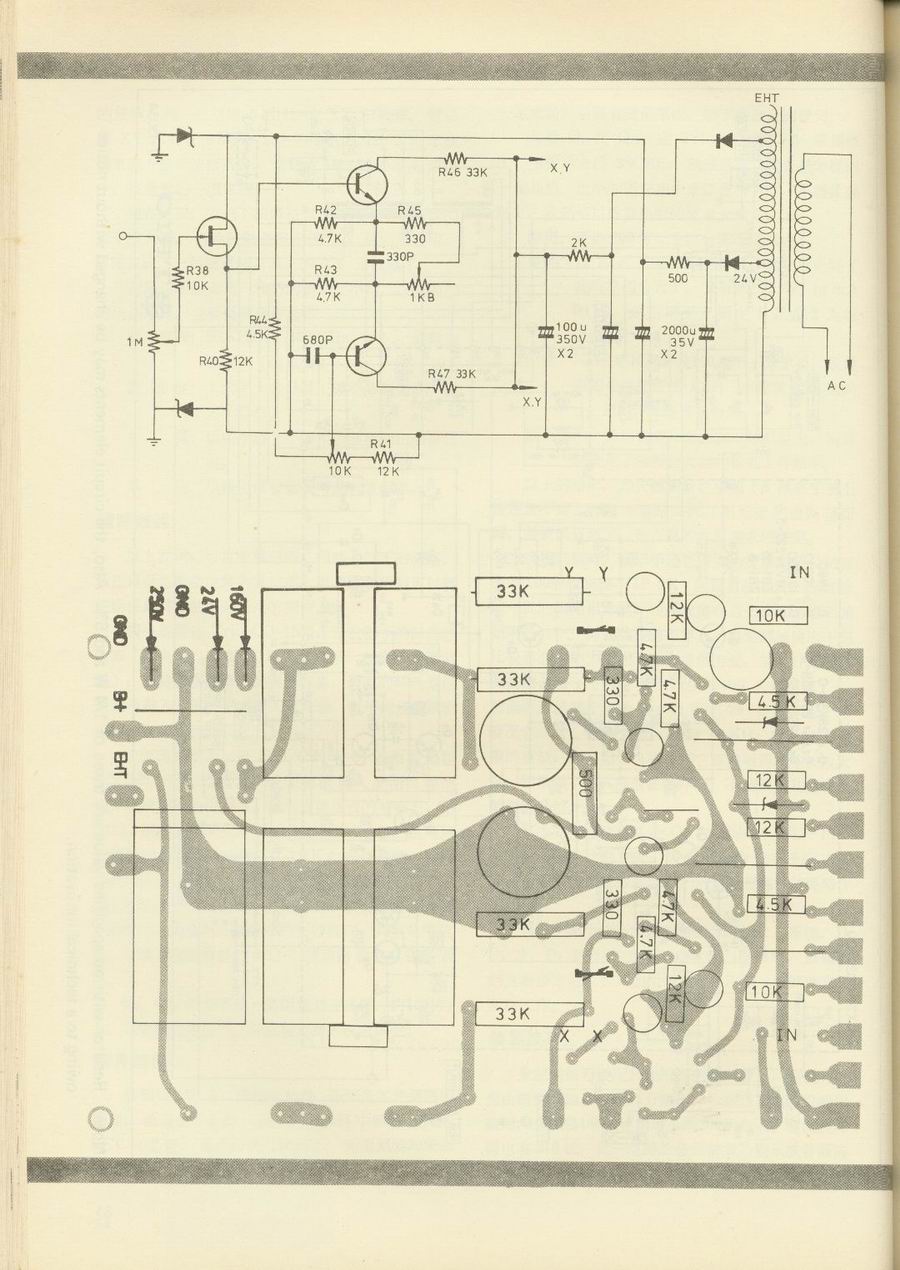 EHT
R46 33K
X.Y
R42
4.7K
R45
330
330P
2K
R38
10K
R43
4.7K
1KB
500
24V
R44
4.5K
1M
680P
100u
350V
X2
2000u
35V
X2
R40
12K
R47 33K
AC
X.Y
R41
10K
12K
Y Y
IN
33K
12K
10K
GND
250V
GND
24V
160V
4.7K
33K
330
4.7K
4.5K
B+
EHT
500
12K
12K
330
4.7K
4.5K
33K
4.7K
12K
10K
33K
X X
IN